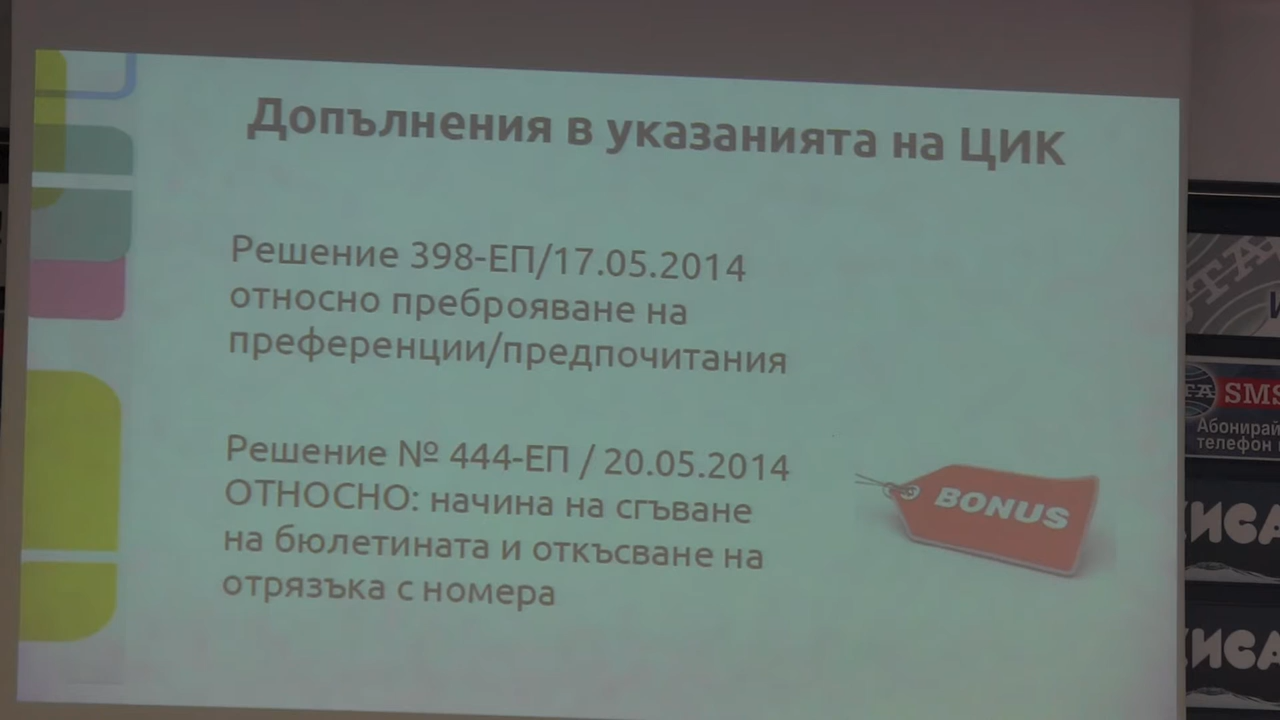 Допълнения в указанията на ЦИК
Решение 398-ЕП/17.05.2014
относно преброяване на
преференции/предпочитания
Решение № 444-ЕП / 20.05.2014
ОТНОСНО: начина на сгъване
на бюлетината и откъсване на
отрязъка с номера
BONUS
SMS
телефон